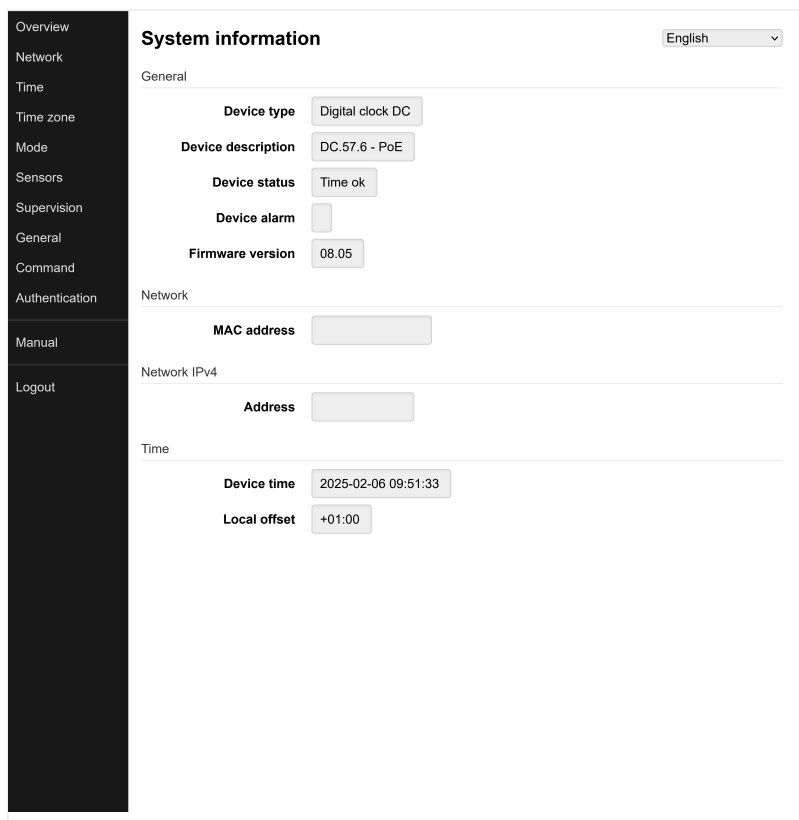 Overview
Network
Time
Time zone
Mode
Sensors
Supervision
General
Command
Authentication
Manual
Logout
System information
English
General
Device type Digital clock DC
Device description DC.57.6 - PoE
Device status Time ok
Device alarm
Firmware version 08.05
Network
MAC address
Network IPv4
Address
Time
Device time 2025-02-06 09:51:33
Local offset +01:00